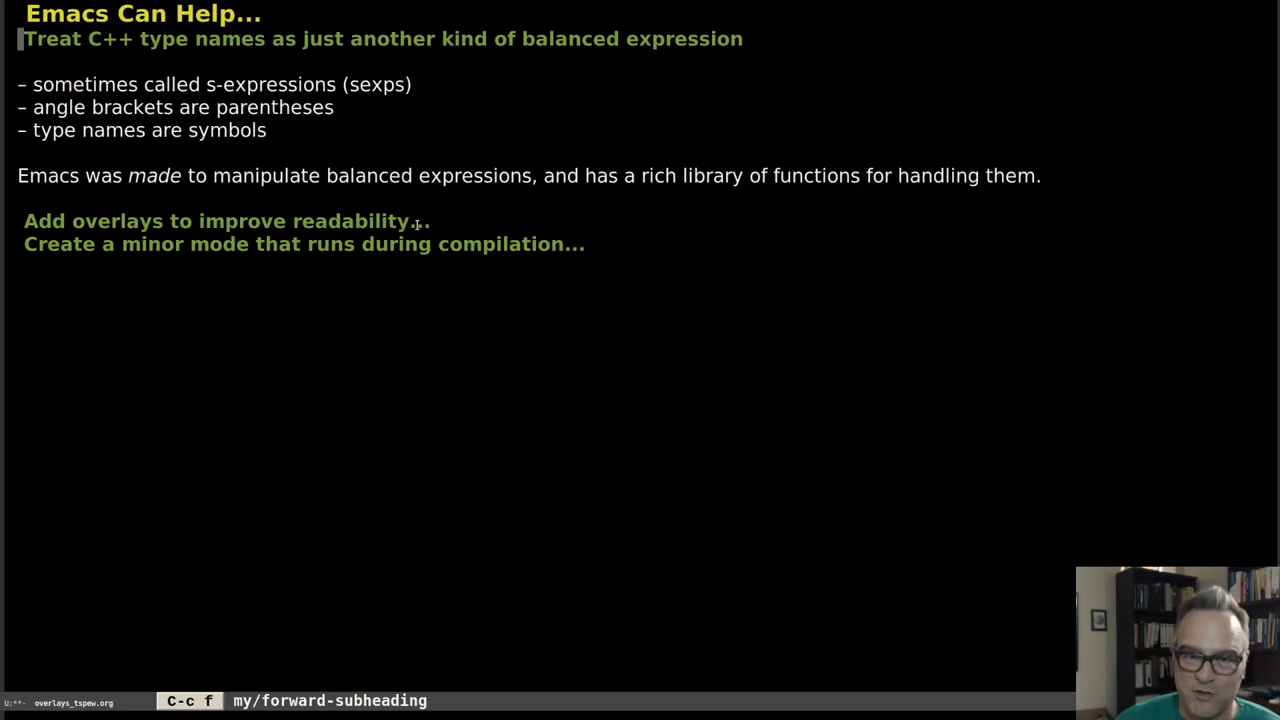 Emacs Can Help...
Treat C++ type names as just another kind of balanced expression
– sometimes called s-expressions (sexps)
– angle brackets are parentheses
– type names are symbols
Emacs was made to manipulate balanced expressions, and has a rich library of functions for handling them.
Add overlays to improve readability...
Create a minor mode that runs during compilation...
U:**- overlays_tspew.org C-c f my/forward-subheading